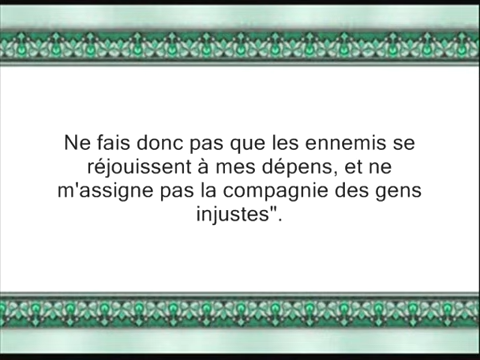 Ne fais donc pas que les ennemis se
réjouissent à mes dépens, et ne
m'assigne pas la compagnie des gens
injustes".